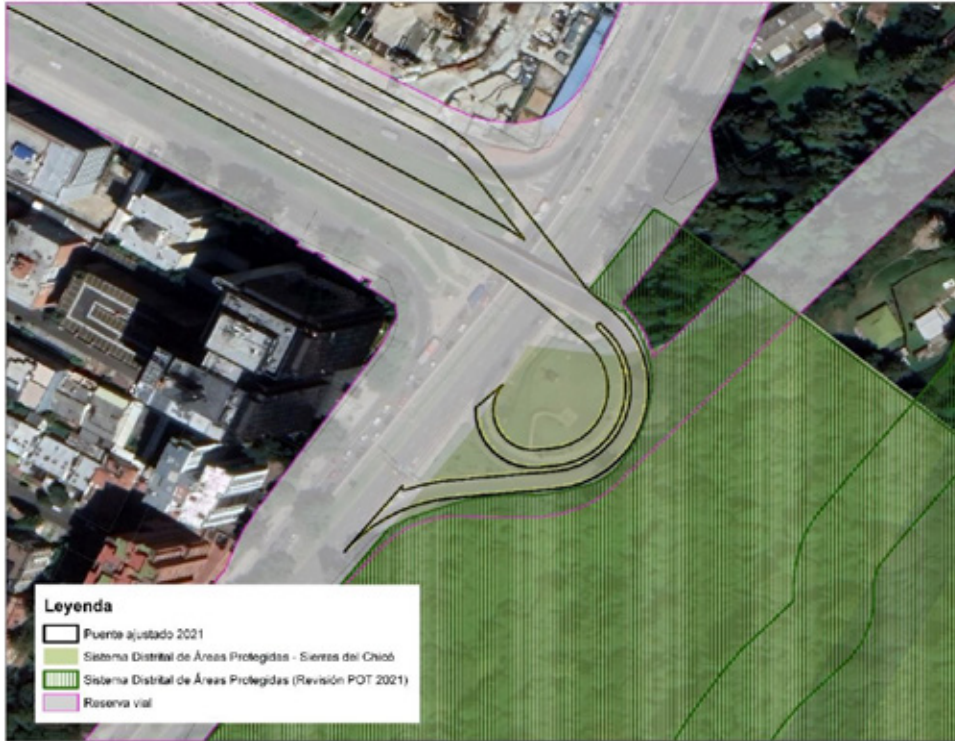 Leyenda
Puente ajustado 2021
Sistema Distrital de Áreas Protegidas - Sierras del Chicó
Sistema Distrital de Áreas Protegidas (Revisión POT 2021)
Reserva vial